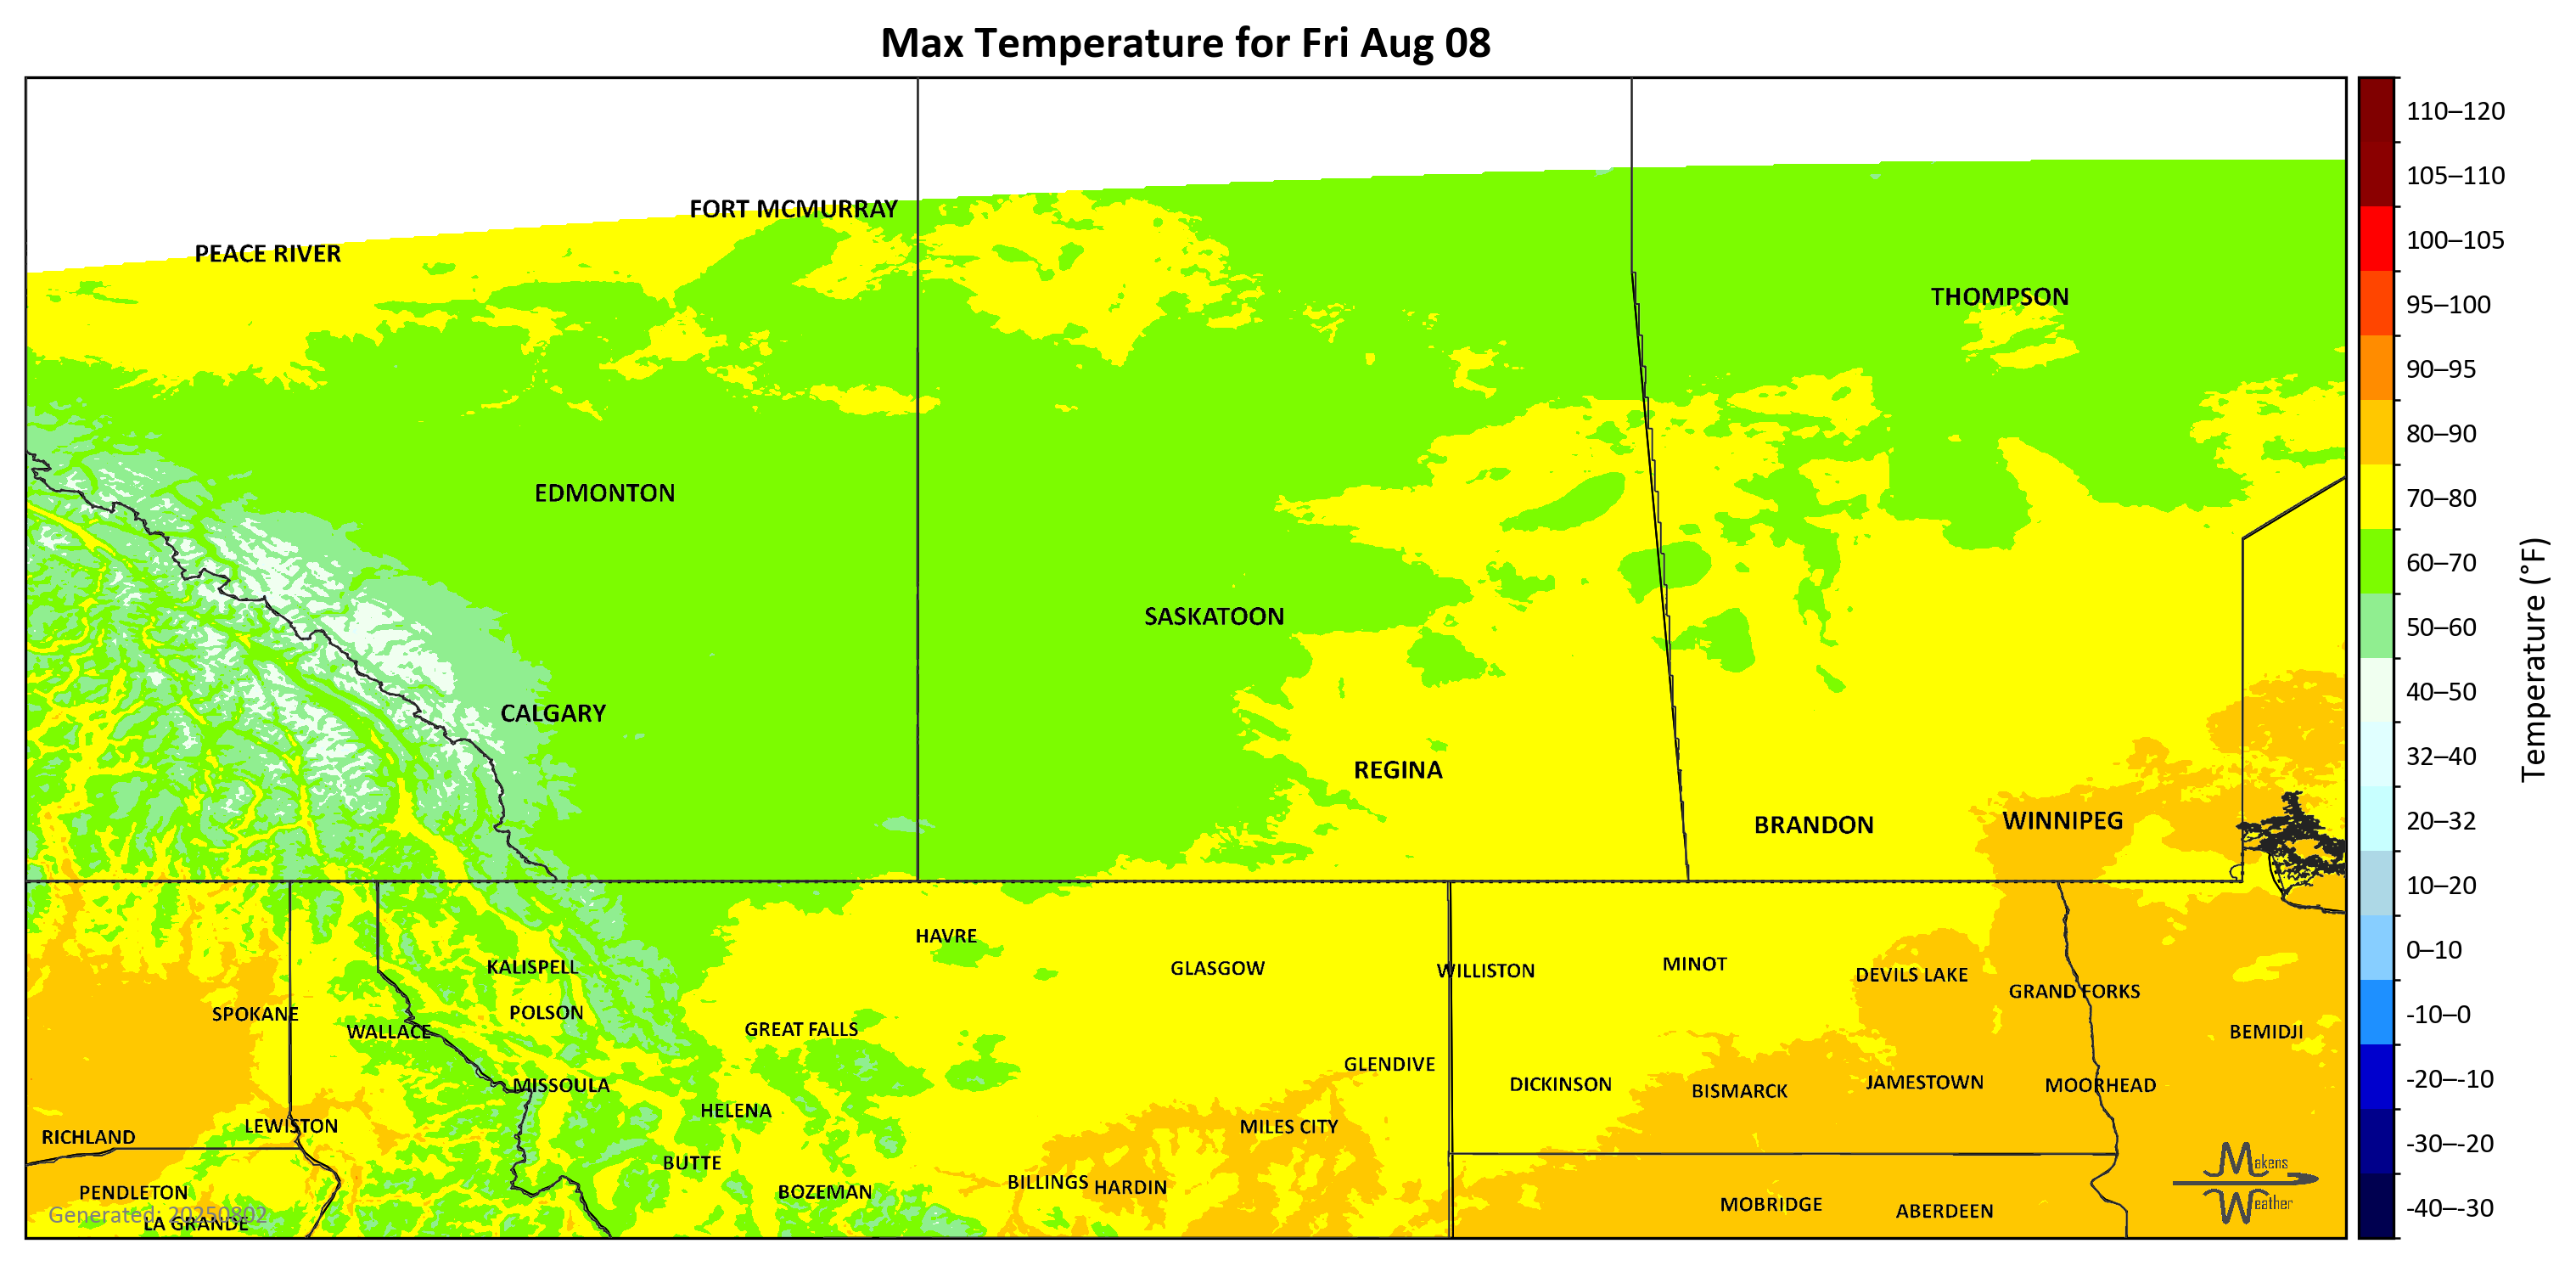 Max Temperature for Fri Aug 08
FORT MCMURRAY
PEACE RIVER
THOMPSON
EDMONTON
SASKATOON
CALGARY
REGINA
BRANDON
WINNIPEG
HAVRE
KALISPELL
GLASGOW
WILLISTON
MINOT
DEVILS LAKE
GRAND FORKS
SPOKANE
POLSON
WALLACE
GREAT FALLS
BEMIDJI
GLENDIVE
MISSOULA
DICKINSON
BISMARCK
JAMESTOWN
MOORHEAD
HELENA
LEWISTON
MILES CITY
RICHLAND
BUTTE
BILLINGS
HARDIN
PENDLETON
BOZEMAN
MOBRIDGE
ABERDEEN
Generated: 20250802
LA GRANDE
Makens
Weather
110–120
105–110
100–105
95–100
90–95
80–90
70–80
60–70
50–60
40–50
32–40
20–32
10–20
0–10
-10–0
-20–-10
-30–-20
-40–-30
Temperature (°F)